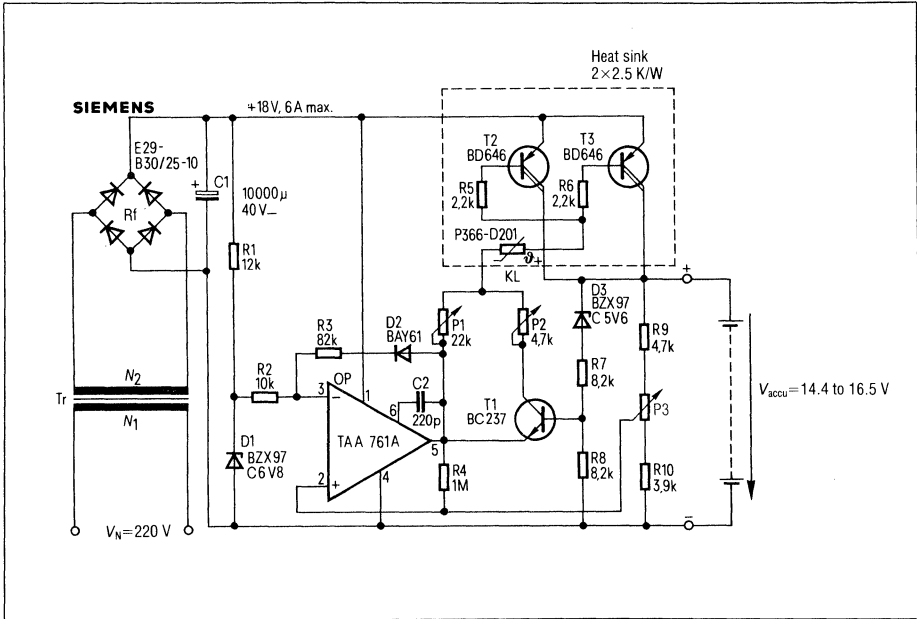 Heat sink
2×2.5 K/W
SIEMENS
+18V, 6A max.
E29-
B30/25-10
T2
BD646
T3
BD646
+
C1
10000µ
40V_
Rf
R5
2,2k
R6
2,2k
P366-D201
ϑ+
KL
R1
12k
D3
BZX97
C 5V6
+
R3
82k
D2
BAY61
P1
22k
P2
4,7k
R9
4,7k
R2
10k
OP
R7
8,2k
N2
Tr
N1
3
−
1
6
C2
220p
T1
BC237
P3
Vaccu=14.4 to 16.5 V
TAA 761A
5
D1
BZX97
C6V8
R8
8,2k
2
+
4
R4
1M
R10
3,9k
−
VN=220 V